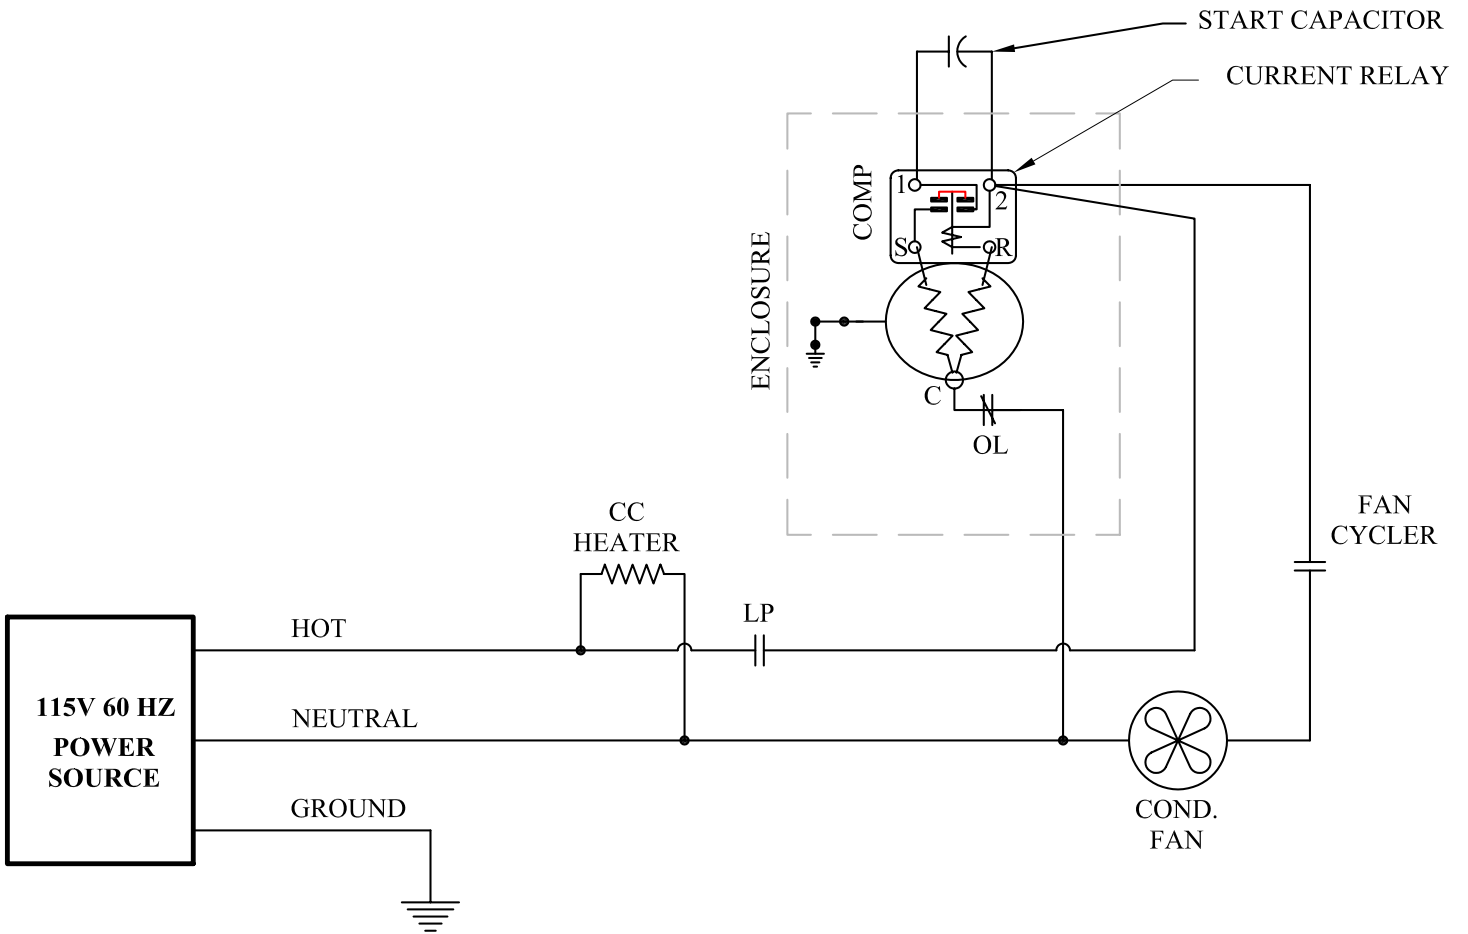 START CAPACITOR
CURRENT RELAY
COMP
1
2
S
R
ENCLOSURE
C
OL
FAN
CYCLER
CC
HEATER
LP
HOT
115V 60 HZ
POWER
SOURCE
NEUTRAL
GROUND
COND.
FAN